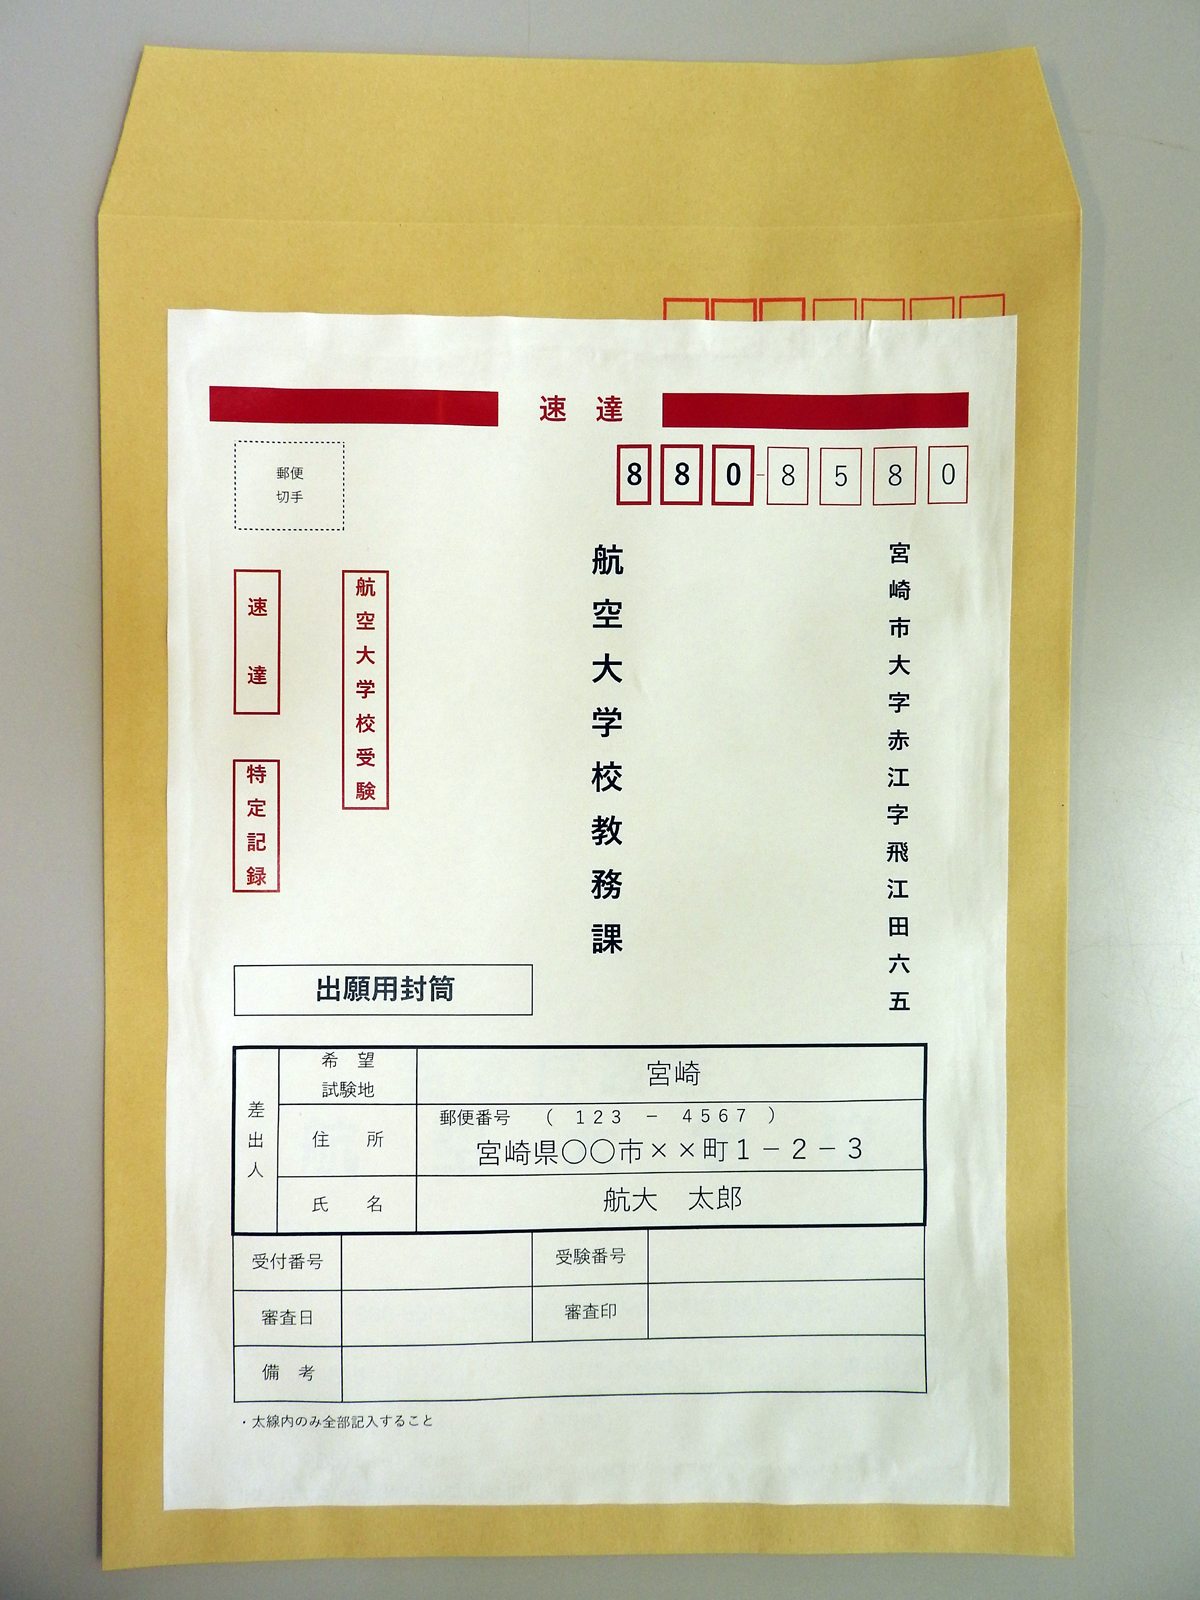 速 達
郵便
切手
880-8580
宮崎市大字赤江字飛江田六五
航空大学校教務課
航空大学校受験
速達
特定記録
出願用封筒
差出人
希 望
試験地
宮崎
住 所
郵便番号 ( 123 － 4567 )
宮崎県〇〇市××町１－２－３
氏 名
航大 太郎
受付番号
受験番号
審査日
審査印
備 考
・太線内のみ全部記入すること